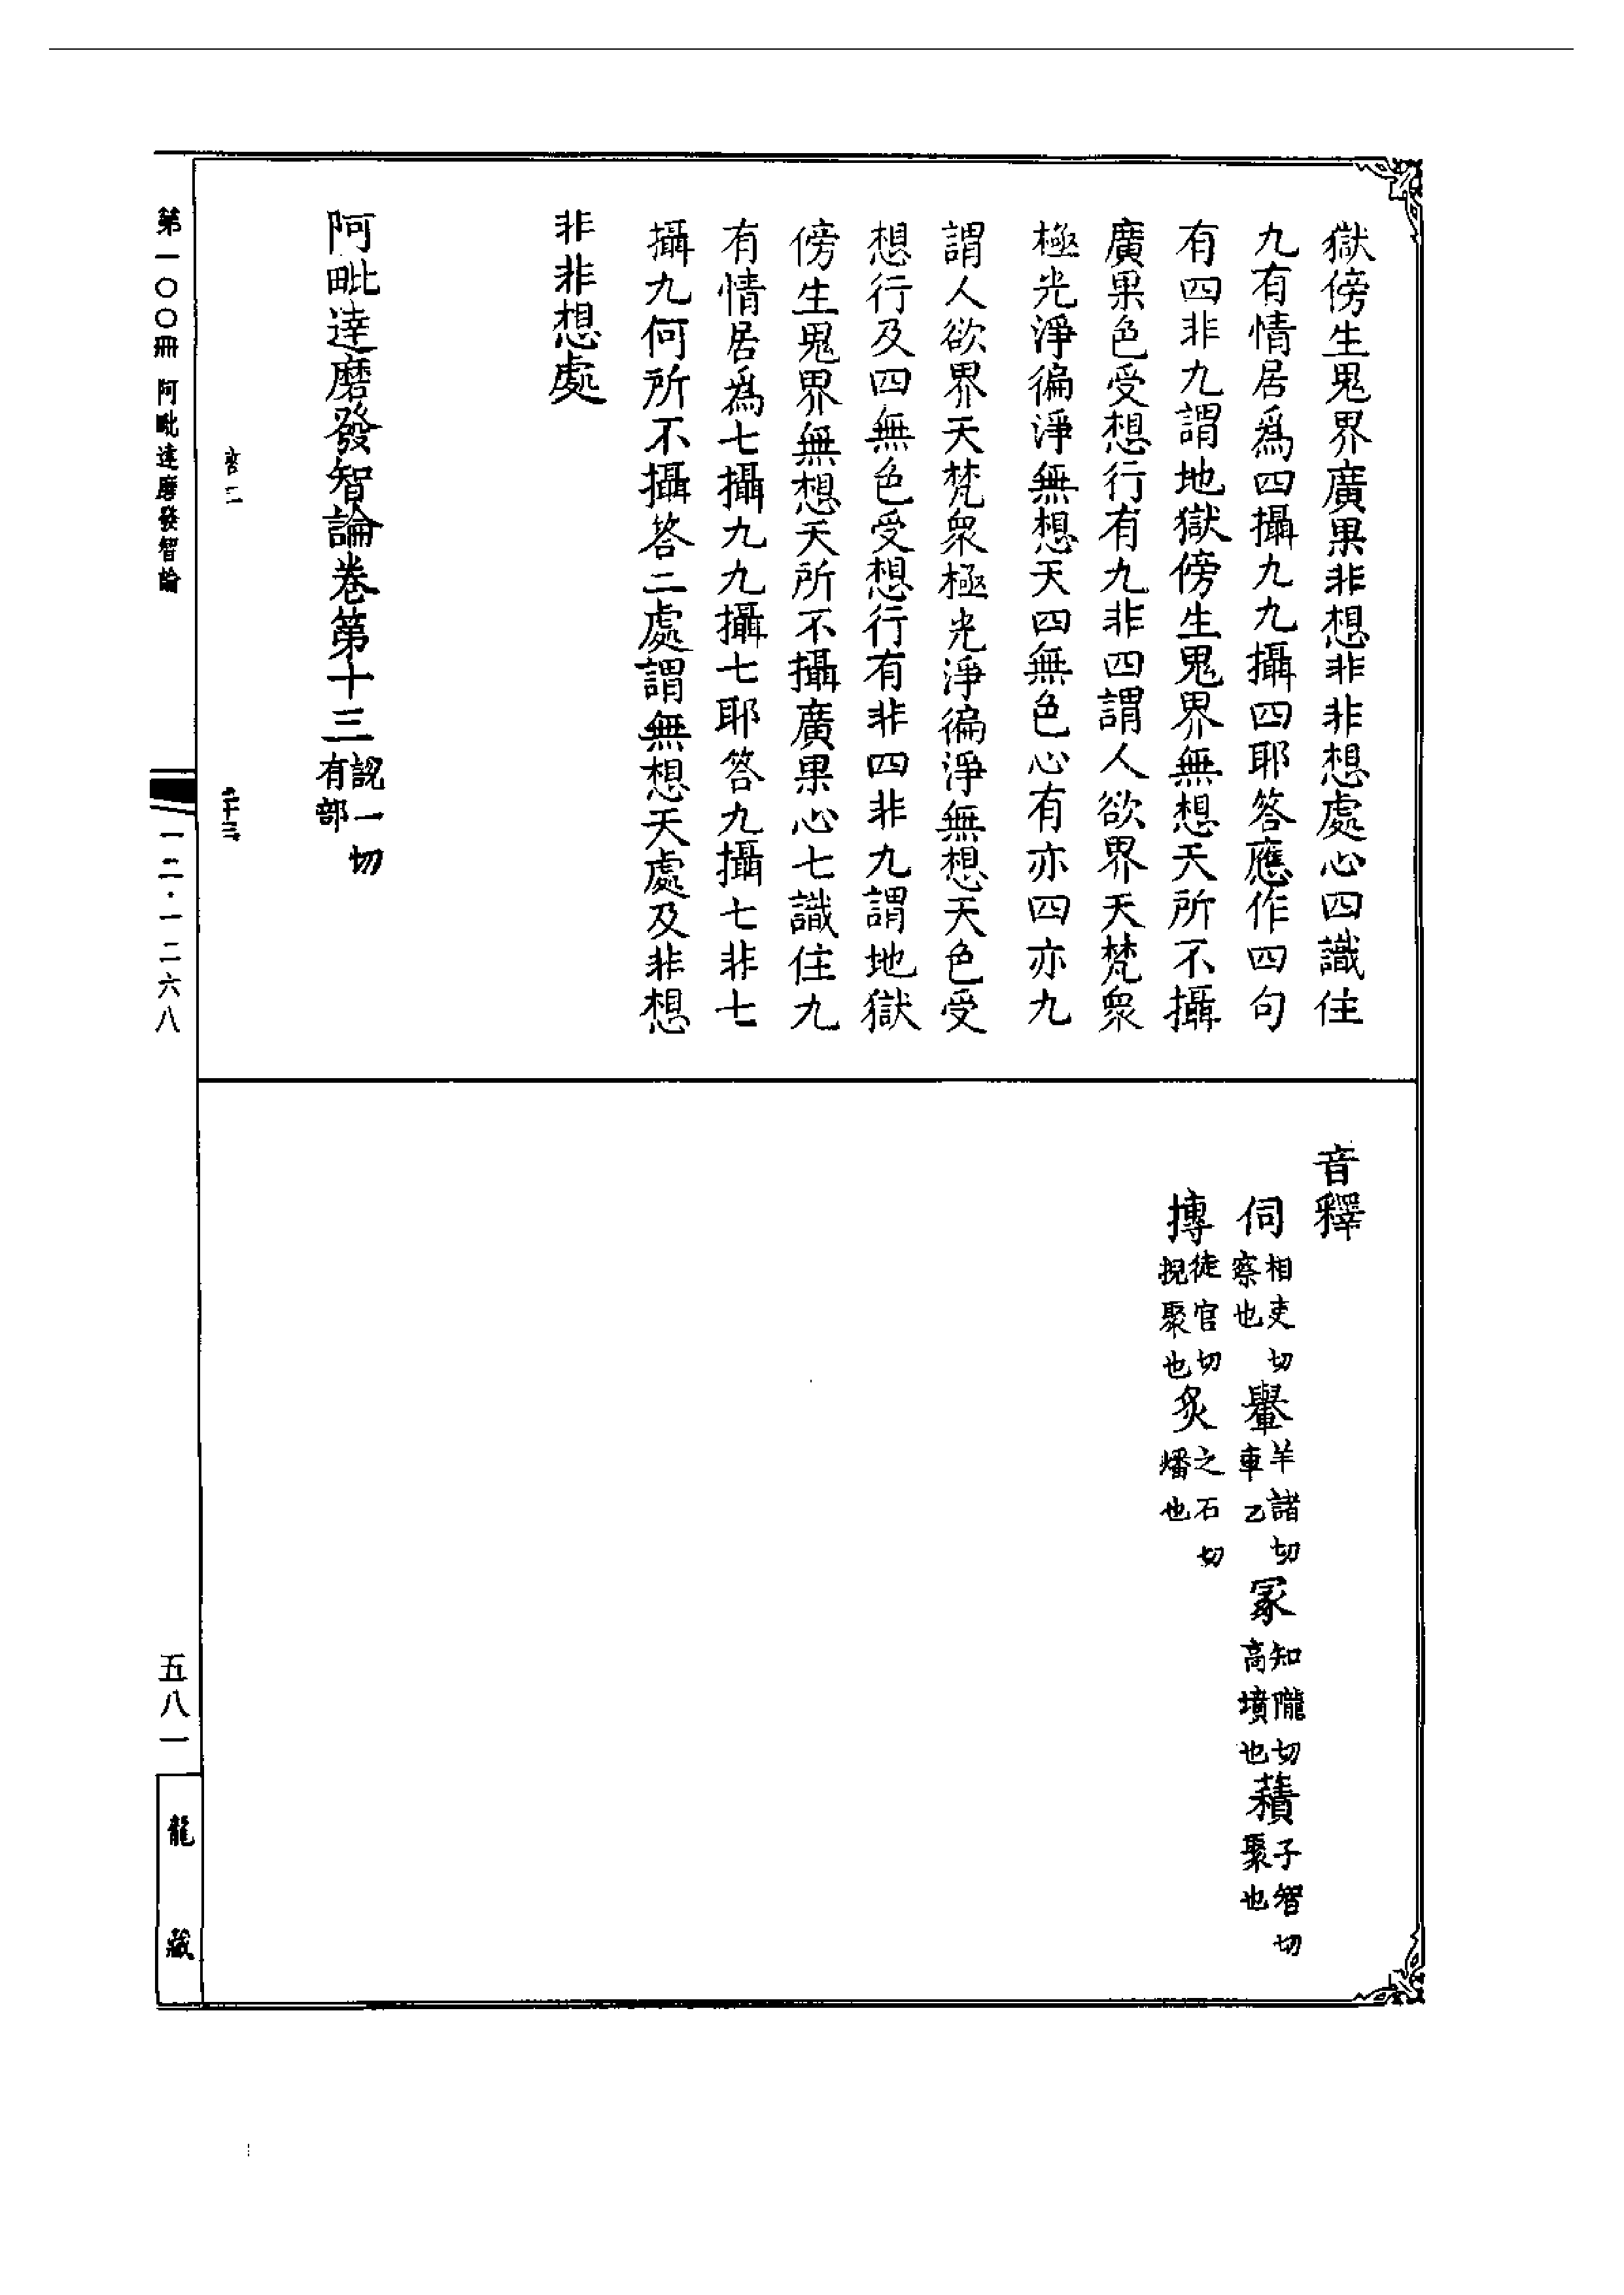 獄傍生鬼界廣果非想非非想處心四識住
九有情居爲四攝九九攝四耶答應作四句
有四非九謂地獄傍生鬼界無想天所不攝
廣果色受想行有九非四謂人欲界天梵衆
極光淨徧淨無想天四無色心有亦四亦九
謂人欲界天梵衆極光淨徧淨無想天色受
想行及四無色受想行有非四非九謂地獄
傍生鬼界無想天所不攝廣果心七識住九
有情居爲七攝九九攝七耶答九攝七非七
攝九何所不攝答二處謂無想天處及非想
非非想處
阿毗達磨發智論卷第十三説一切有部
音釋
伺相吏切察也轝羊諸切車也冢知隴切高墳也積子智切聚也
摶徒官切捏聚也炙之石切燔也
二十三
第一〇〇冊 阿毗達磨發智論
一二·一二六八
五八一
龍藏